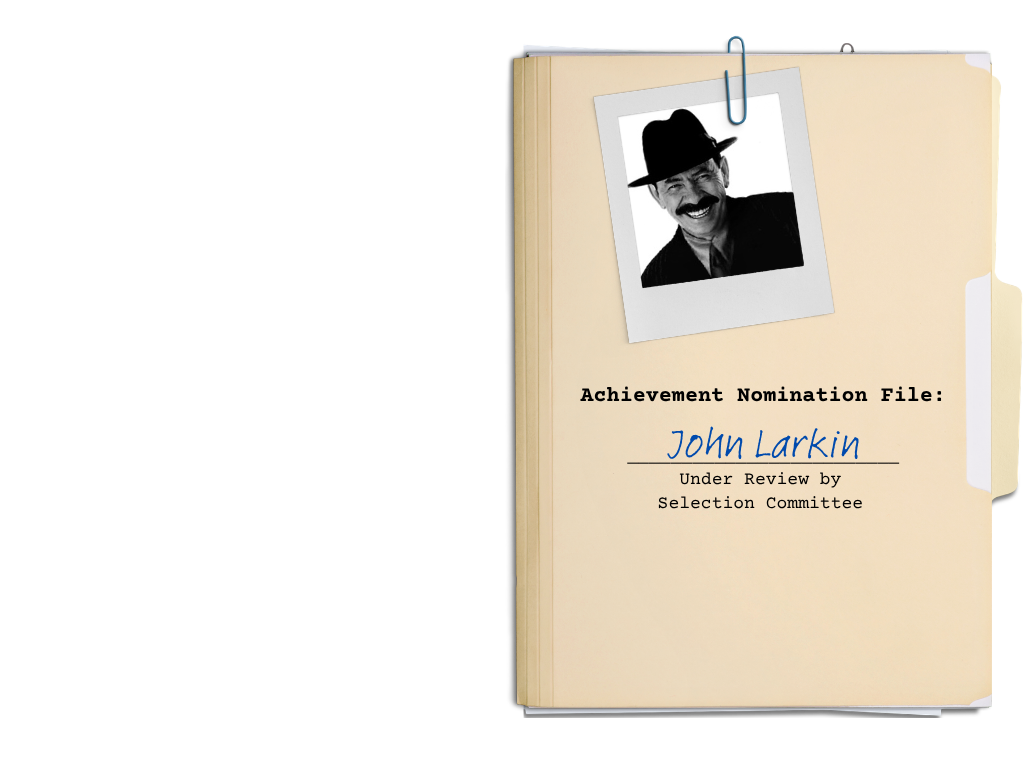 Achievement Nomination File:
John Larkin
Under Review by
Selection Committee